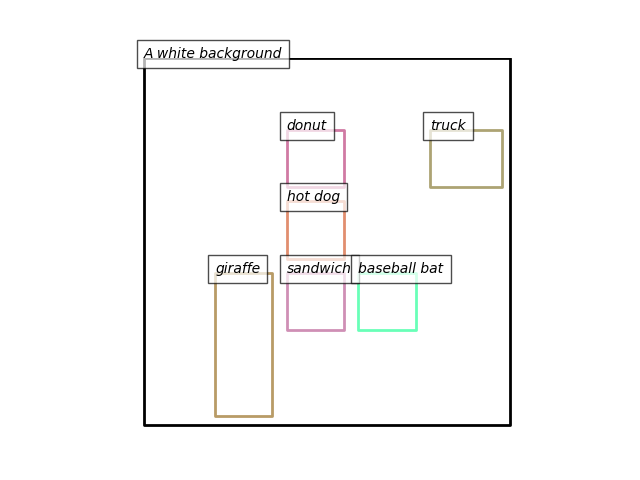 A white background
donut
truck
hot dog
giraffe
sandwich
baseball bat